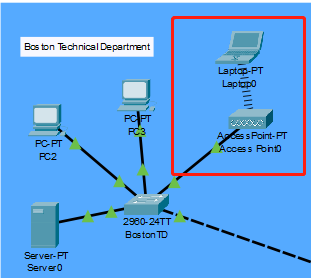 Boston Technical Department
Laptop-PT
Laptop0
PC-PT
PC3
AccessPoint-PT
Access Point0
PC-PT
PC2
2960-24TT
BostonTD
Server-PT
Server0